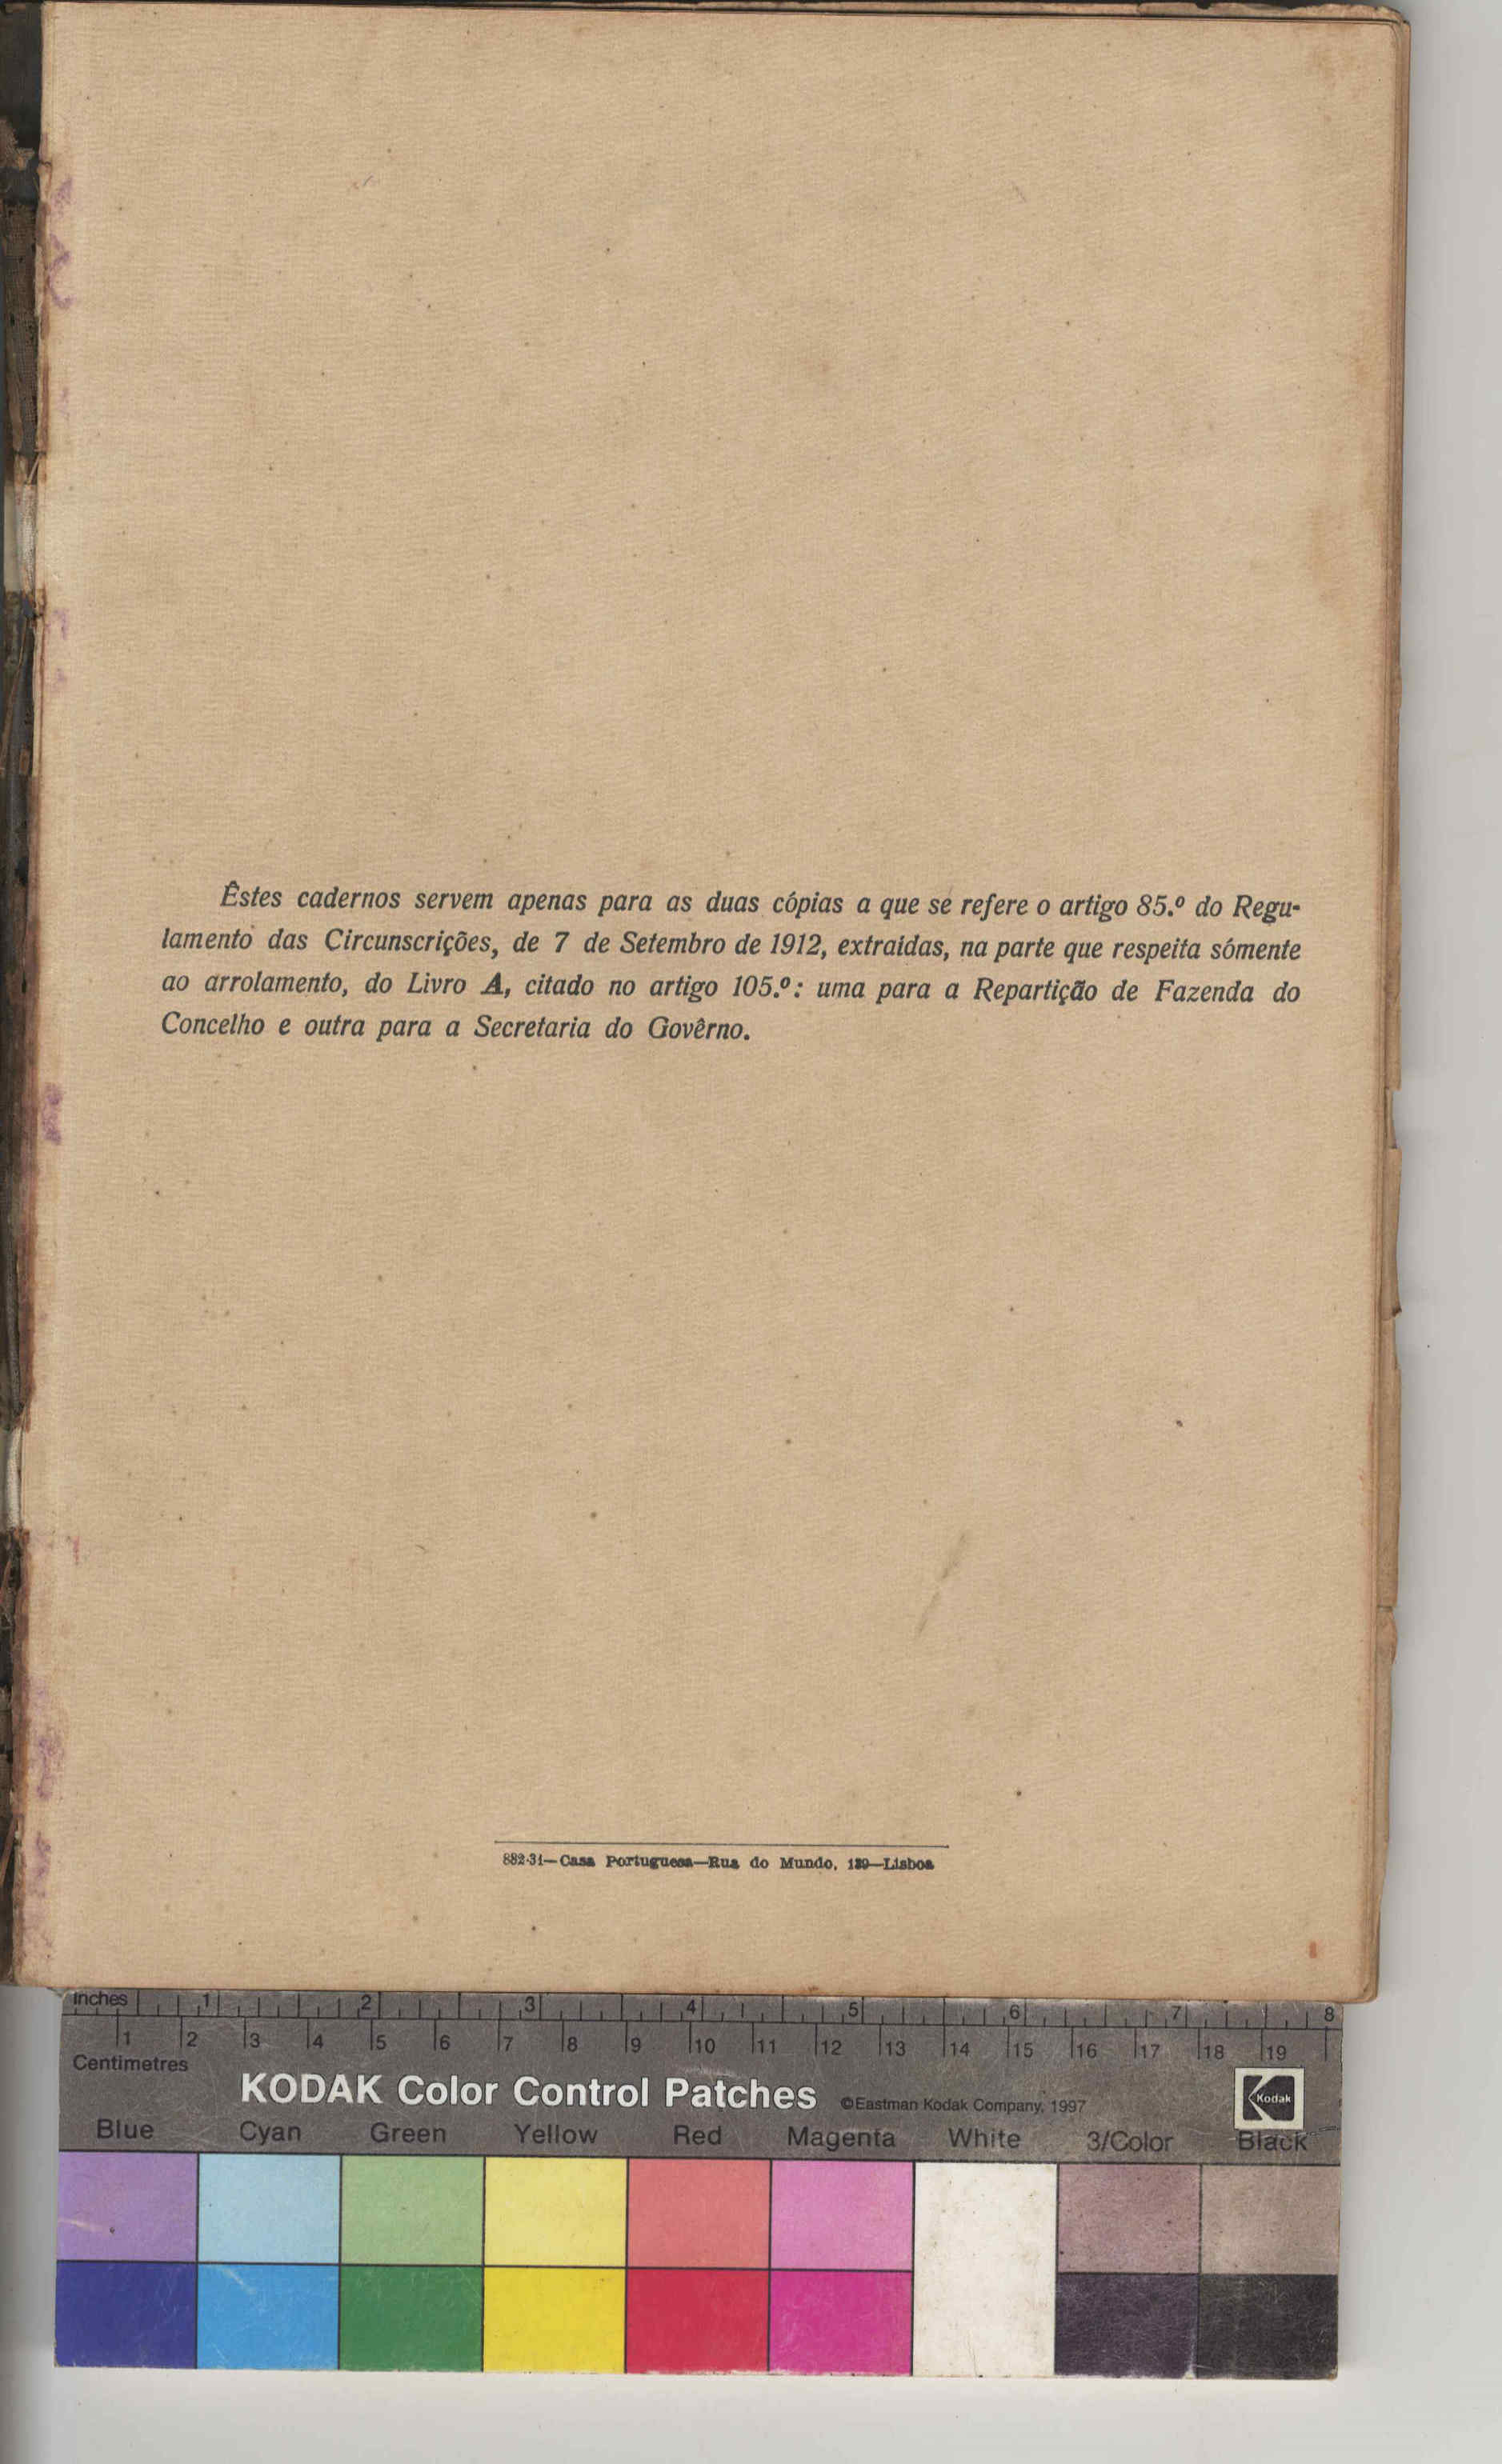 Êstes cadernos servem apenas para as duas cópias a que se refere o artigo 85.º do Regu-
lamento das Circunscrições, de 7 de Setembro de 1912, extraidas, na parte que respeita sómente
ao arrolamento, do Livro A, citado no artigo 105.º: uma para a Repartição de Fazenda do
Concelho e outra para a Secretaria do Govêrno.
882-31—Casa Portuguesa—Rua do Mundo, 139—Lisboa
Inches 1 2 3 4 5 6 7 8
1 2 3 4 5 6 7 8 9 10 11 12 13 14 15 16 17 18 19
Centimetres
KODAK Color Control Patches ©Eastman Kodak Company, 1997 Kodak
Blue Cyan Green Yellow Red Magenta White 3/Color Black